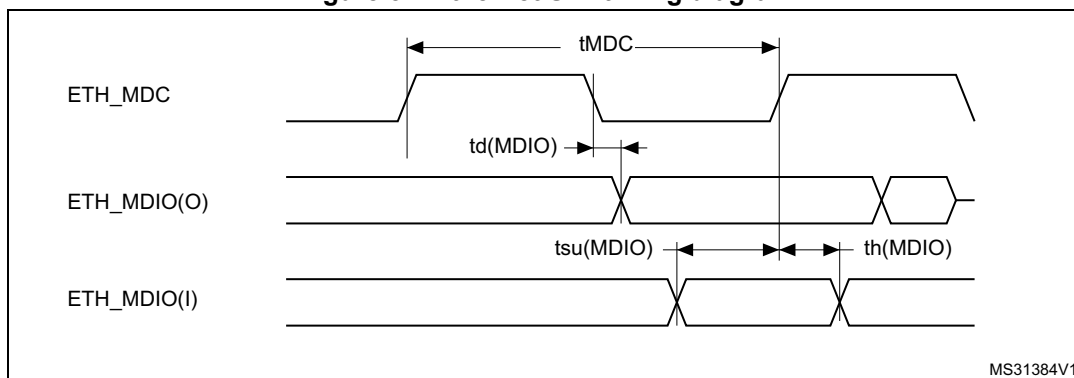 tMDC
ETH_MDC
td(MDIO)
ETH_MDIO(O)
tsu(MDIO) th(MDIO)
ETH_MDIO(I)
MS31384V1